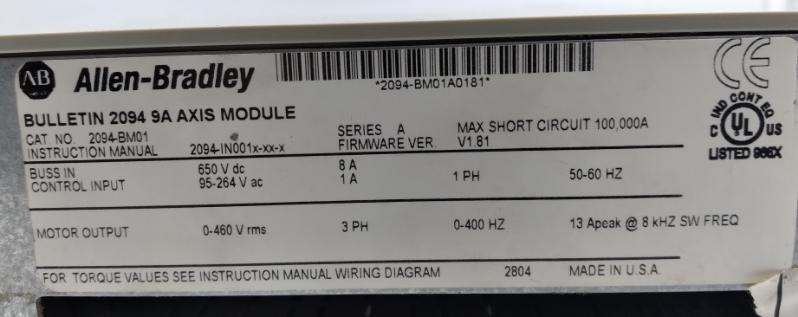 AB Allen-Bradley
*2094-BM01A0181*
CE
BULLETIN 2094 9A AXIS MODULE
CAT. NO. 2094-BM01 SERIES A MAX SHORT CIRCUIT 100,000A
INSTRUCTION MANUAL 2094-IN001x-xx-x FIRMWARE VER. V1.81
IND CONT EQ
C UL US
LISTED 966X
BUSS IN 650 V dc 8 A
CONTROL INPUT 95-264 V ac 1 A 1 PH 50-60 HZ
MOTOR OUTPUT 0-460 V rms 3 PH 0-400 HZ 13 Apeak @ 8 kHZ SW FREQ
FOR TORQUE VALUES SEE INSTRUCTION MANUAL WIRING DIAGRAM 2804 MADE IN U.S.A.